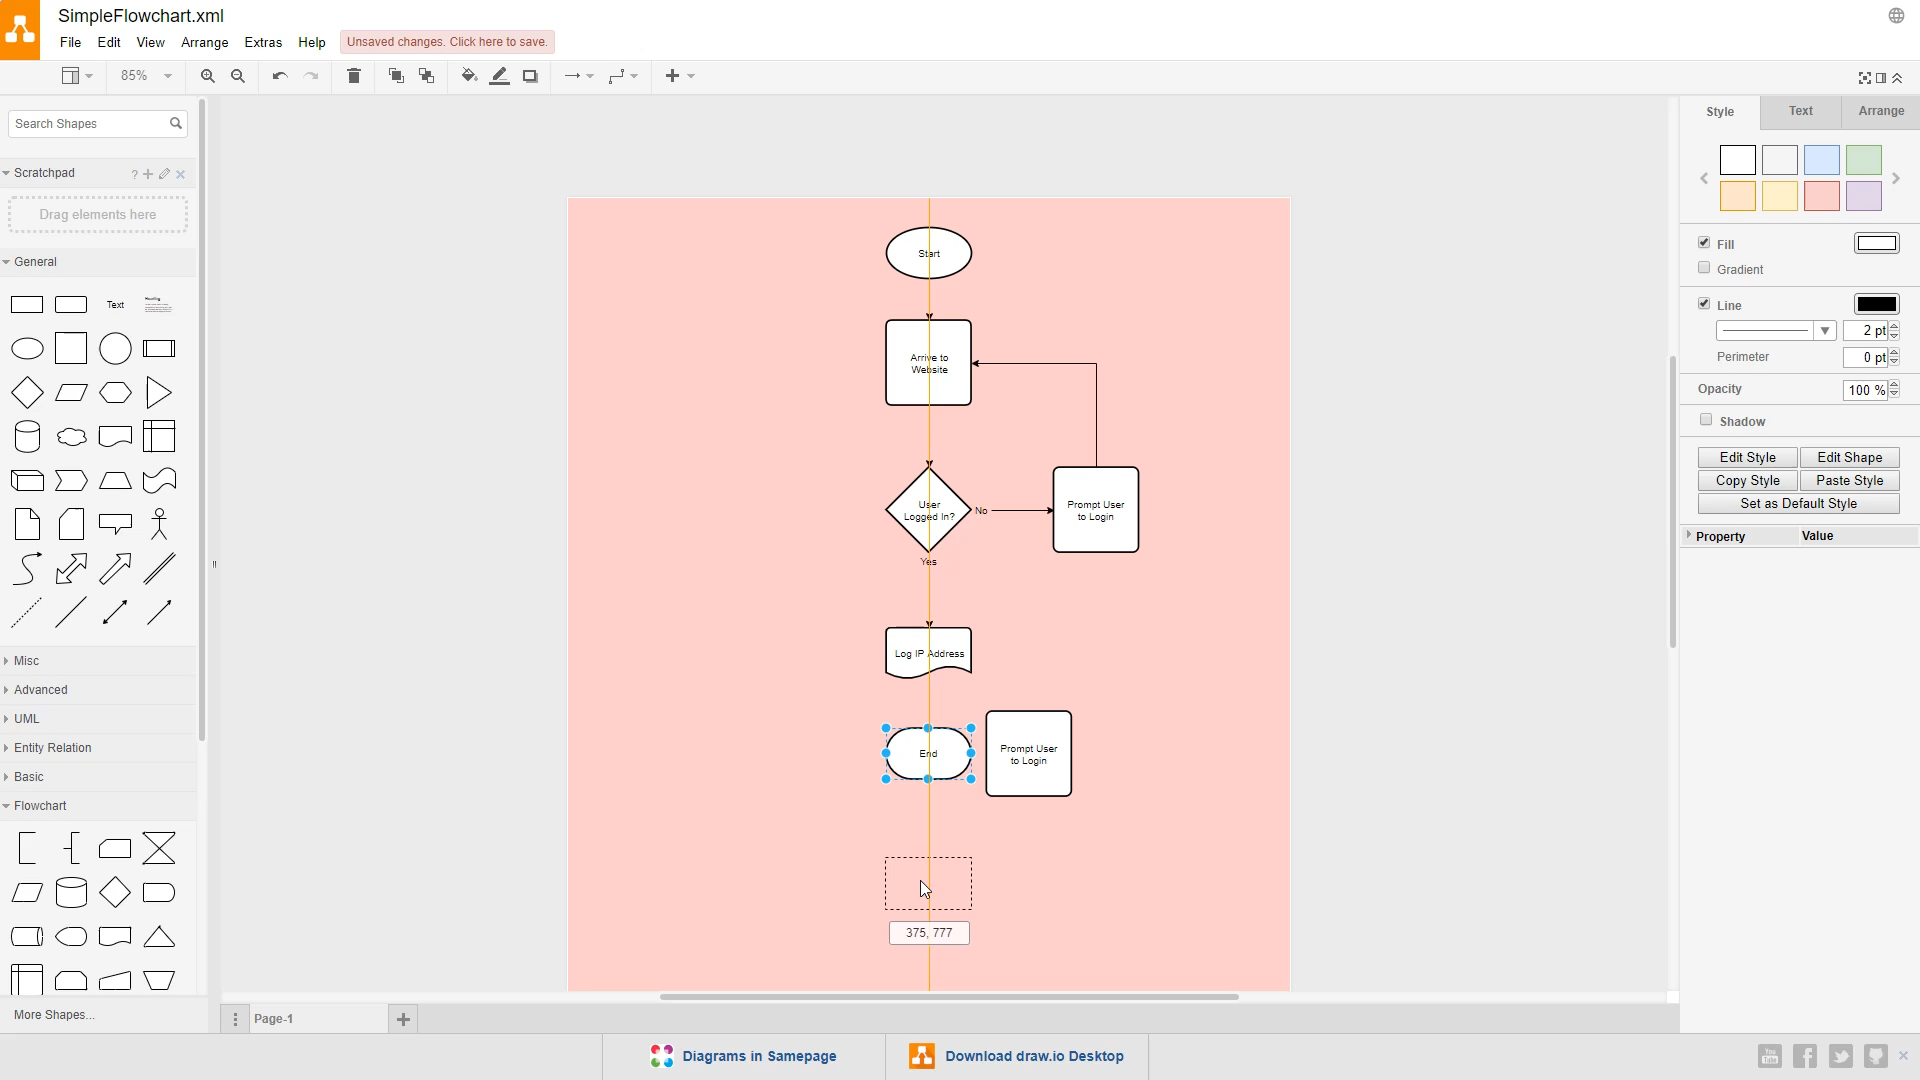 SimpleFlowchart.xml
File Edit View Arrange Extras Help Unsaved changes. Click here to save.
85%
Search Shapes
Scratchpad ?
Drag elements here
General
Text
Heading
Misc
Advanced
UML
Entity Relation
Basic
Flowchart
More Shapes...
Start
Arrive to
Website
User
Logged In?
No
Prompt User
to Login
Yes
Log IP Address
End
Prompt User
to Login
375, 777
Page-1
Style Text Arrange
Fill
Gradient
Line
2 pt
Perimeter 0 pt
Opacity 100 %
Shadow
Edit Style Edit Shape
Copy Style Paste Style
Set as Default Style
Property Value
Diagrams in Samepage Download draw.io Desktop
You
Tube